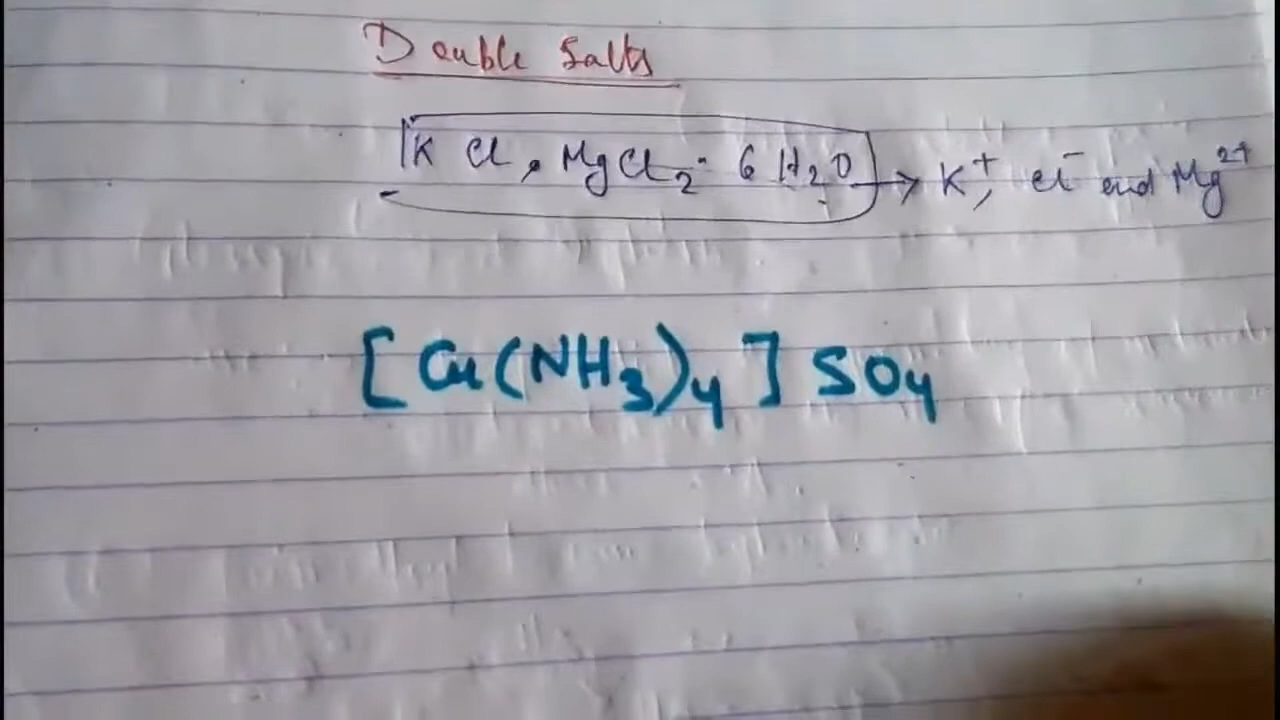 Double Salts
KCl . MgCl₂ . 6H₂O → K⁺, Cl⁻ and Mg²⁺
[Cu(NH₃)₄]SO₄